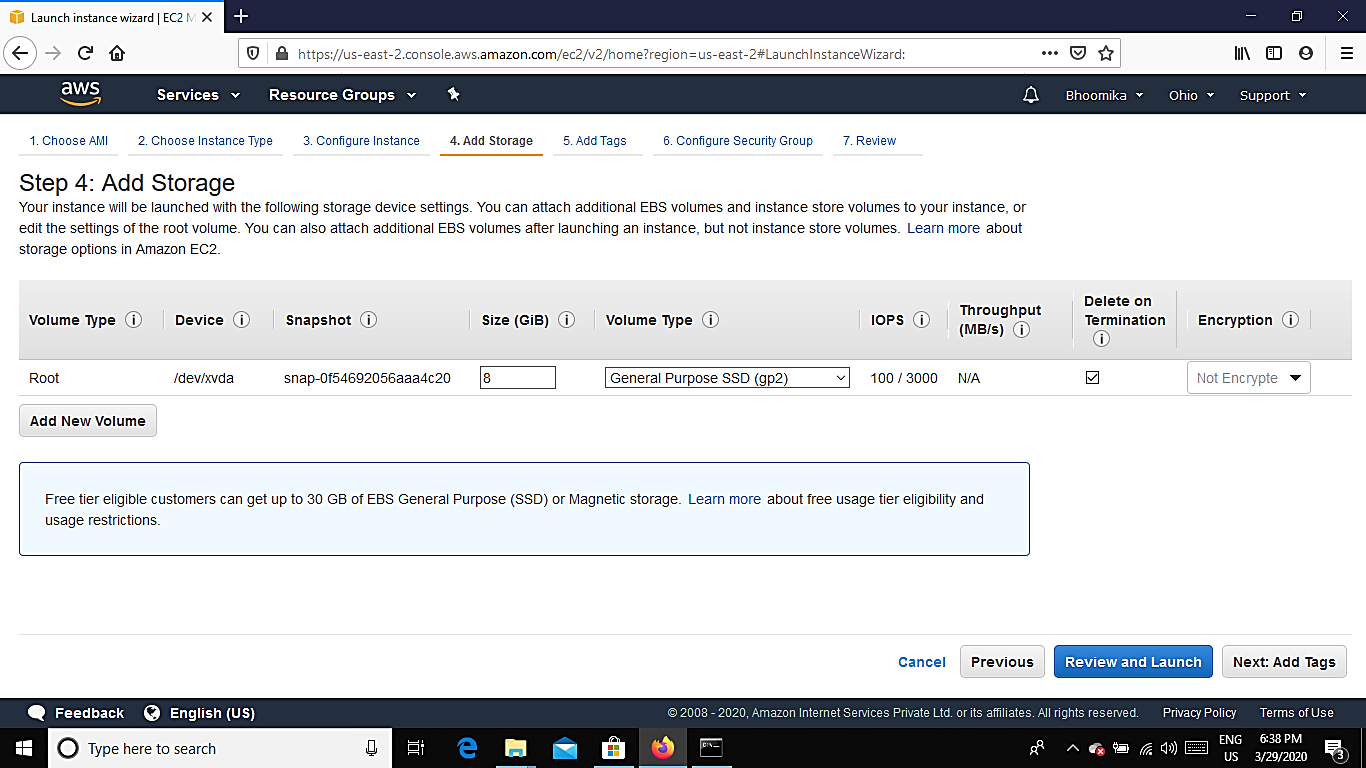 Launch instance wizard | EC2 M
https://us-east-2.console.aws.amazon.com/ec2/v2/home?region=us-east-2#LaunchInstanceWizard:
aws Services Resource Groups Bhoomika Ohio Support
1. Choose AMI 2. Choose Instance Type 3. Configure Instance 4. Add Storage 5. Add Tags 6. Configure Security Group 7. Review
Step 4: Add Storage
Your instance will be launched with the following storage device settings. You can attach additional EBS volumes and instance store volumes to your instance, or
edit the settings of the root volume. You can also attach additional EBS volumes after launching an instance, but not instance store volumes. Learn more about
storage options in Amazon EC2.
Volume Type Device Snapshot Size (GiB) Volume Type IOPS Throughput (MB/s) Delete on Termination Encryption
Root /dev/xvda snap-0f54692056aaa4c20 8 General Purpose SSD (gp2) 100 / 3000 N/A Not Encrypte
Add New Volume
Free tier eligible customers can get up to 30 GB of EBS General Purpose (SSD) or Magnetic storage. Learn more about free usage tier eligibility and
usage restrictions.
Cancel Previous Review and Launch Next: Add Tags
Feedback English (US) © 2008 - 2020, Amazon Internet Services Private Ltd. or its affiliates. All rights reserved. Privacy Policy Terms of Use
Type here to search
ENG 6:38 PM
US 3/29/2020 3